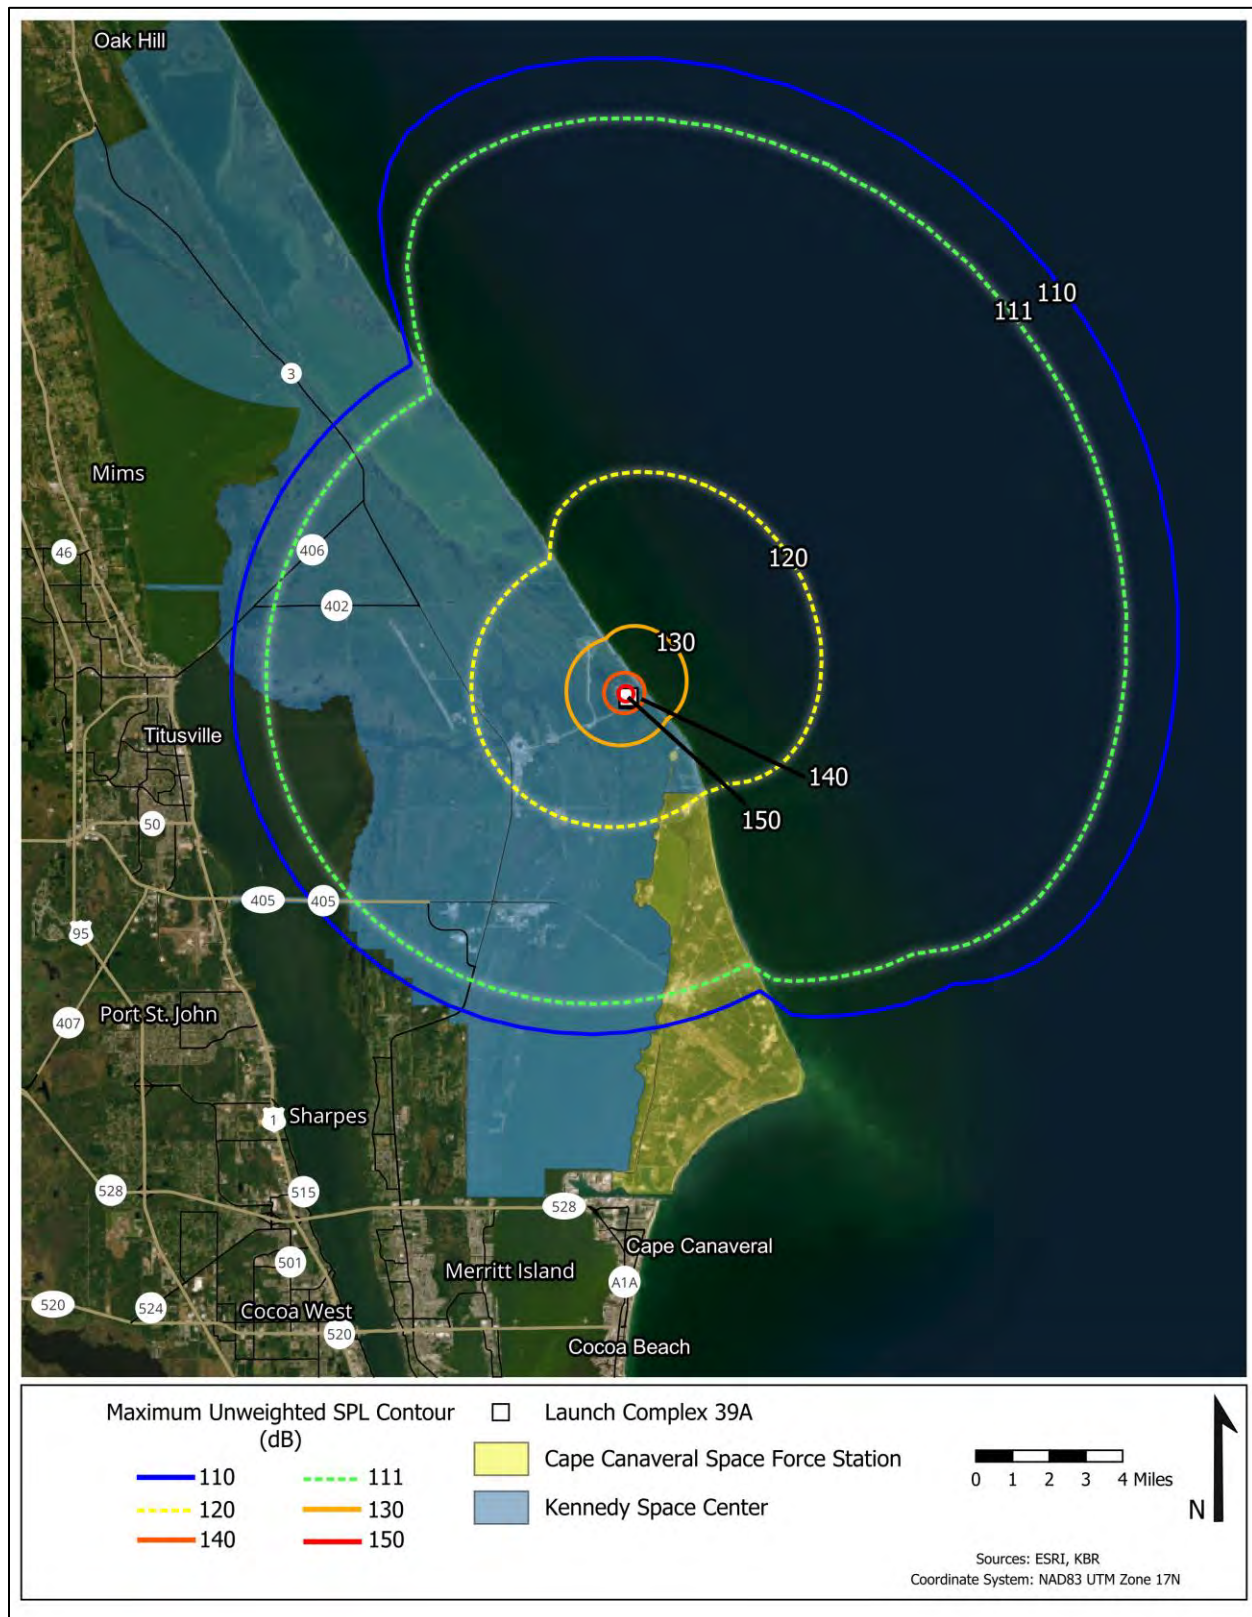 Oak Hill
110
111
3
Mims
46
406
120
402
130
Titusville
140
150
50
405
405
95
Port St. John
407
1
Sharpes
528
515
528
Cape Canaveral
501
Merritt Island
A1A
520
524
Cocoa West
520
Cocoa Beach
Maximum Unweighted SPL Contour
(dB)
110
111
120
130
140
150
Launch Complex 39A
Cape Canaveral Space Force Station
Kennedy Space Center
0 1 2 3 4 Miles
N
Sources: ESRI, KBR
Coordinate System: NAD83 UTM Zone 17N